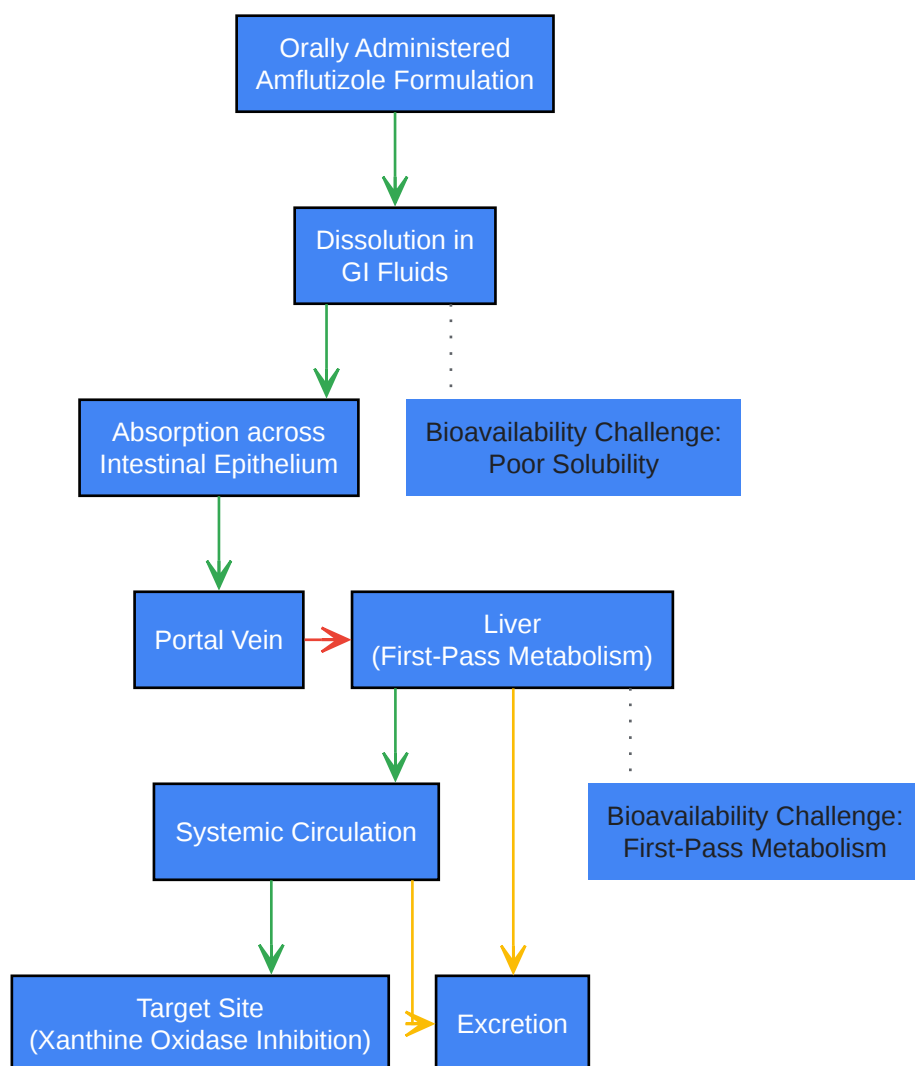 Orally Administered
Amflutizole Formulation
Dissolution in
GI Fluids
Absorption across
Intestinal Epithelium
Bioavailability Challenge:
Poor Solubility
Portal Vein
Liver
(First-Pass Metabolism)
Systemic Circulation
Bioavailability Challenge:
First-Pass Metabolism
Target Site
(Xanthine Oxidase Inhibition)
Excretion